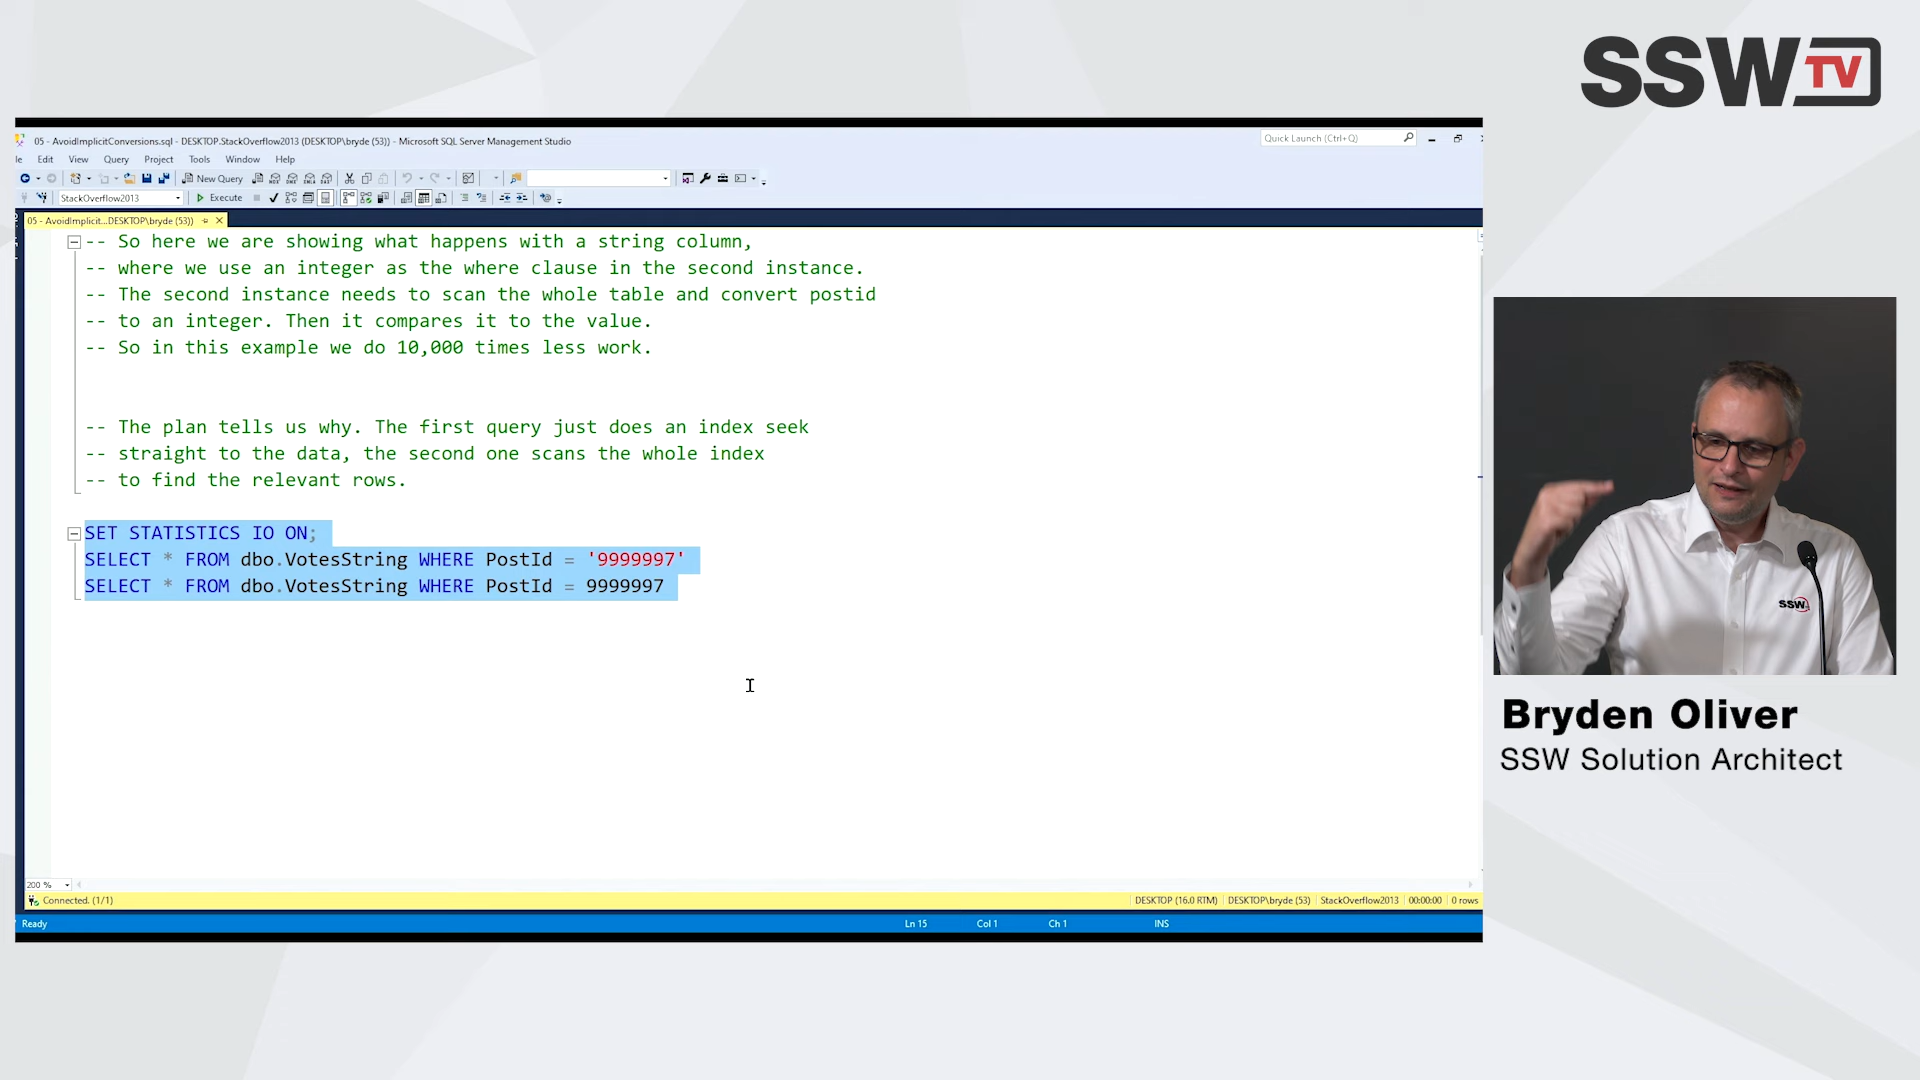 SSW TV
05 - AvoidImplicitConversions.sql - DESKTOP.StackOverflow2013 (DESKTOP\bryde (53)) - Microsoft SQL Server Management Studio
Quick Launch (Ctrl+Q)
le Edit View Query Project Tools Window Help
New Query
StackOverflow2013 Execute
05 - AvoidImplicit...DESKTOP\bryde (53))
-- So here we are showing what happens with a string column,
-- where we use an integer as the where clause in the second instance.
-- The second instance needs to scan the whole table and convert postid
-- to an integer. Then it compares it to the value.
-- So in this example we do 10,000 times less work.
-- The plan tells us why. The first query just does an index seek
-- straight to the data, the second one scans the whole index
-- to find the relevant rows.
SET STATISTICS IO ON;
SELECT * FROM dbo.VotesString WHERE PostId = '9999997'
SELECT * FROM dbo.VotesString WHERE PostId = 9999997
200 %
Connected. (1/1) DESKTOP (16.0 RTM) DESKTOP\bryde (53) StackOverflow2013 00:00:00 0 rows
Ready Ln 15 Col 1 Ch 1 INS
SSW
Bryden Oliver
SSW Solution Architect